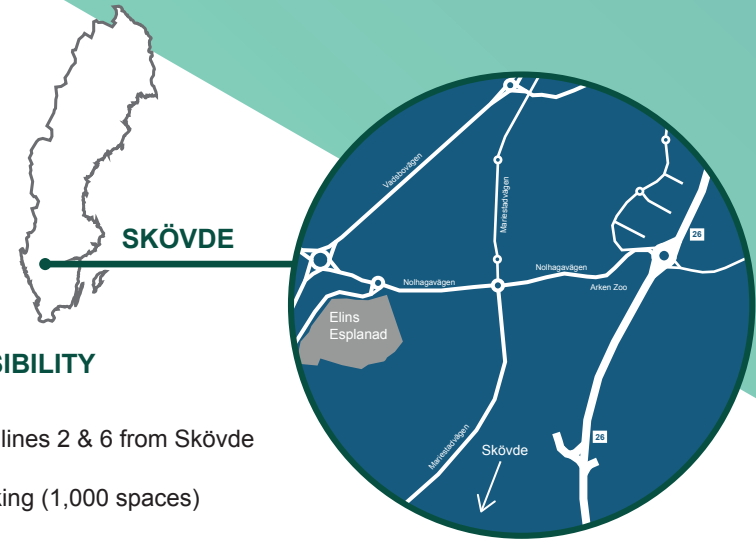 SKÖVDE
SIBILITY
lines 2 & 6 from Skövde
king (1,000 spaces)
Vadsbovägen
Mariestadvägen
26
Nolhagavägen
Nolhagavägen
Arken Zoo
Elins
Esplanad
Mariestadvägen
Skövde
26